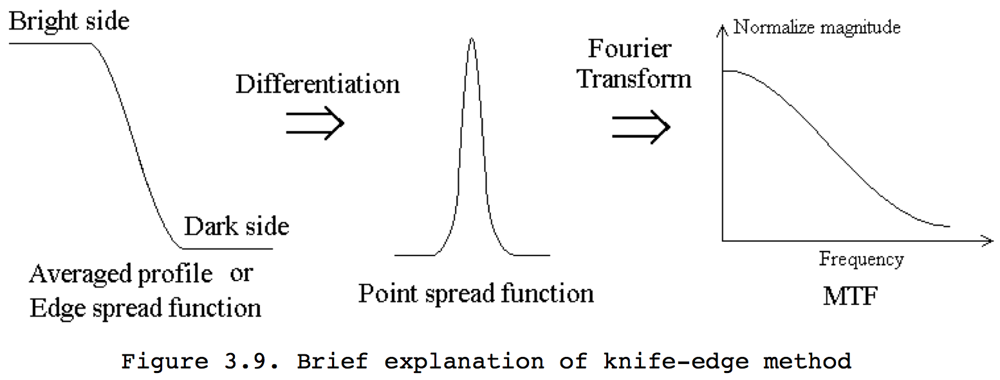 Bright side
Dark side
Averaged profile or
Edge spread function
Differentiation
Point spread function
Fourier
Transform
Normalize magnitude
Frequency
MTF
Figure 3.9. Brief explanation of knife-edge method